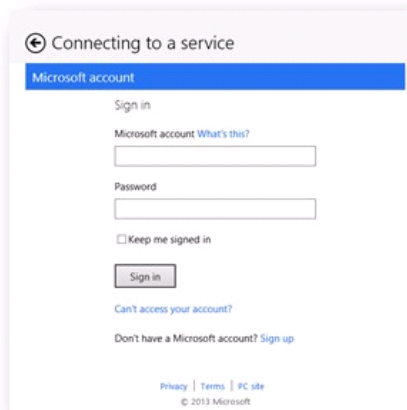 Connecting to a service
Microsoft account
Sign in
Microsoft account What's this?
Password
Keep me signed in
Sign in
Can't access your account?
Don't have a Microsoft account? Sign up
Privacy | Terms | PC site
© 2013 Microsoft